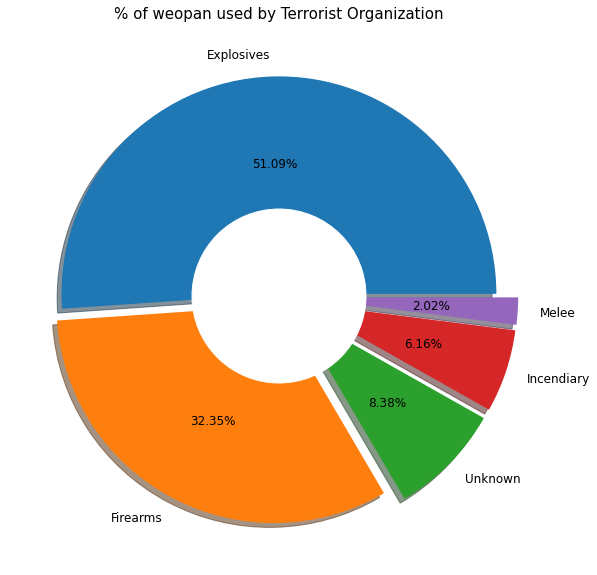 % of weopan used by Terrorist Organization
Explosives
51.09%
2.02%
Melee
6.16%
Incendiary
8.38%
32.35%
Unknown
Firearms